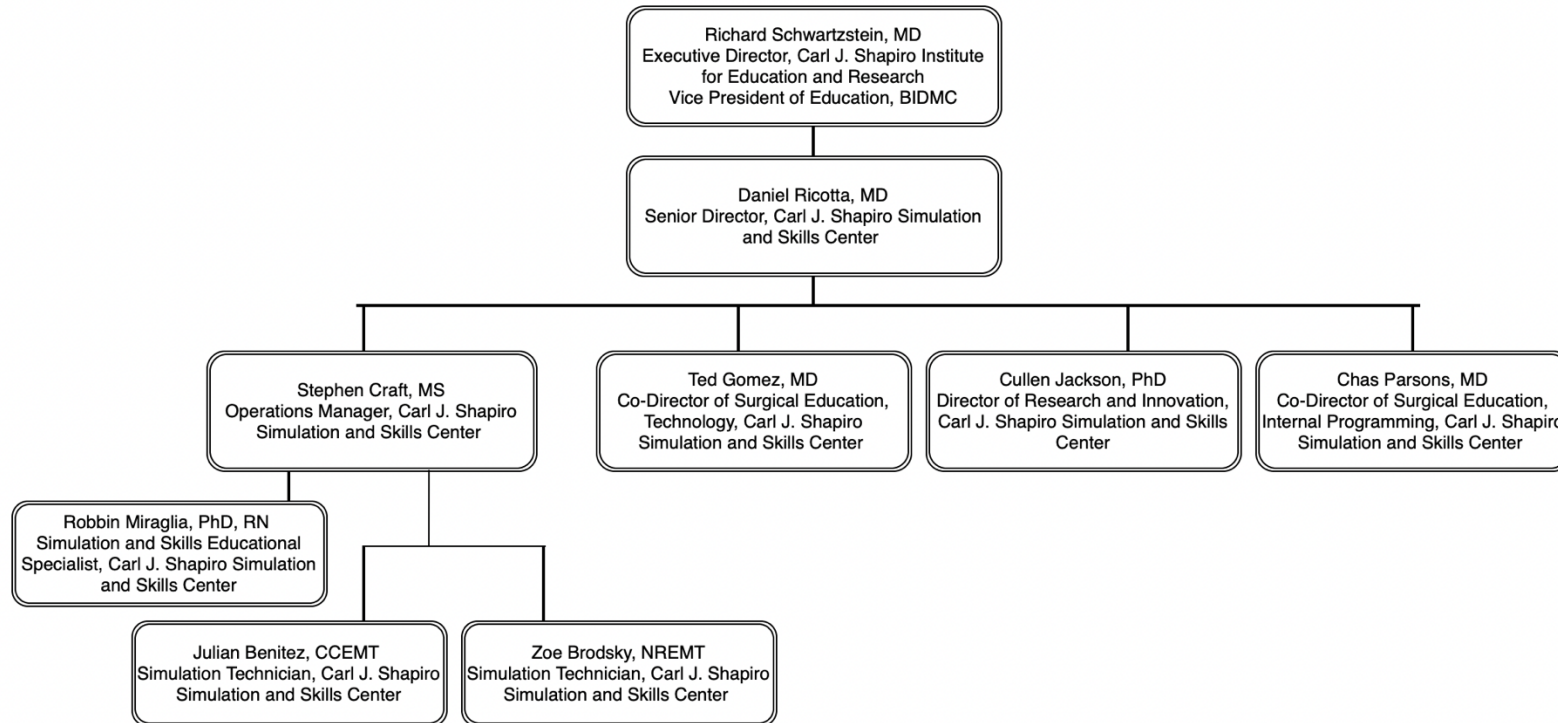 Richard Schwartzstein, MD
Executive Director, Carl J. Shapiro Institute
for Education and Research
Vice President of Education, BIDMC
Daniel Ricotta, MD
Senior Director, Carl J. Shapiro Simulation
and Skills Center
Stephen Craft, MS
Operations Manager, Carl J. Shapiro
Simulation and Skills Center
Ted Gomez, MD
Co-Director of Surgical Education,
Technology, Carl J. Shapiro
Simulation and Skills Center
Cullen Jackson, PhD
Director of Research and Innovation,
Carl J. Shapiro Simulation and Skills
Center
Chas Parsons, MD
Co-Director of Surgical Education,
Internal Programming, Carl J. Shapiro
Simulation and Skills Center
Robbin Miraglia, PhD, RN
Simulation and Skills Educational
Specialist, Carl J. Shapiro Simulation
and Skills Center
Julian Benitez, CCEMT
Simulation Technician, Carl J. Shapiro
Simulation and Skills Center
Zoe Brodsky, NREMT
Simulation Technician, Carl J. Shapiro
Simulation and Skills Center